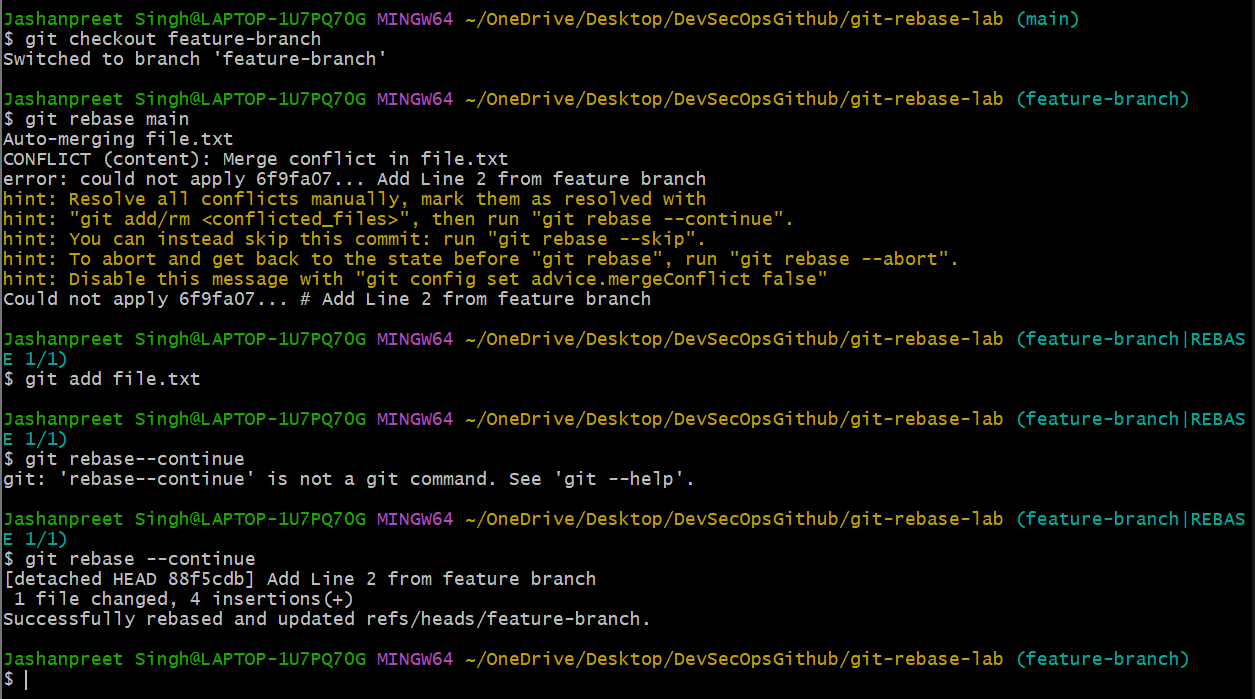 Jashanpreet Singh@LAPTOP-1U7PQ70G MINGW64 ~/OneDrive/Desktop/DevSecOpsGithub/git-rebase-lab (main)
$ git checkout feature-branch
Switched to branch 'feature-branch'
Jashanpreet Singh@LAPTOP-1U7PQ70G MINGW64 ~/OneDrive/Desktop/DevSecOpsGithub/git-rebase-lab (feature-branch)
$ git rebase main
Auto-merging file.txt
CONFLICT (content): Merge conflict in file.txt
error: could not apply 6f9fa07... Add Line 2 from feature branch
hint: Resolve all conflicts manually, mark them as resolved with
hint: "git add/rm <conflicted_files>", then run "git rebase --continue".
hint: You can instead skip this commit: run "git rebase --skip".
hint: To abort and get back to the state before "git rebase", run "git rebase --abort".
hint: Disable this message with "git config set advice.mergeConflict false"
Could not apply 6f9fa07... # Add Line 2 from feature branch
Jashanpreet Singh@LAPTOP-1U7PQ70G MINGW64 ~/OneDrive/Desktop/DevSecOpsGithub/git-rebase-lab (feature-branch|REBAS
E 1/1)
$ git add file.txt
Jashanpreet Singh@LAPTOP-1U7PQ70G MINGW64 ~/OneDrive/Desktop/DevSecOpsGithub/git-rebase-lab (feature-branch|REBAS
E 1/1)
$ git rebase--continue
git: 'rebase--continue' is not a git command. See 'git --help'.
Jashanpreet Singh@LAPTOP-1U7PQ70G MINGW64 ~/OneDrive/Desktop/DevSecOpsGithub/git-rebase-lab (feature-branch|REBAS
E 1/1)
$ git rebase --continue
[detached HEAD 88f5cdb] Add Line 2 from feature branch
 1 file changed, 4 insertions(+)
Successfully rebased and updated refs/heads/feature-branch.
Jashanpreet Singh@LAPTOP-1U7PQ70G MINGW64 ~/OneDrive/Desktop/DevSecOpsGithub/git-rebase-lab (feature-branch)
$